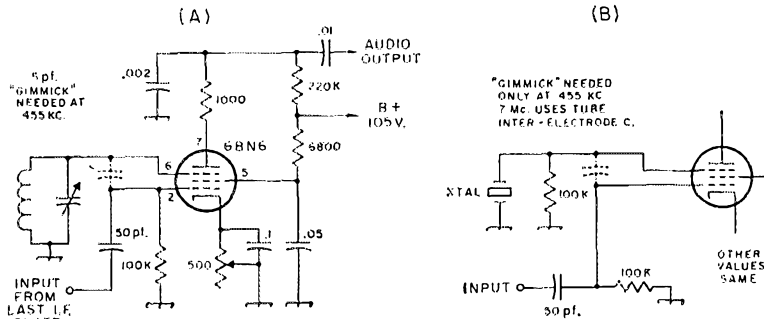 (A)
.01
AUDIO
OUTPUT
5 pf.
"GIMMICK"
NEEDED AT
455 KC.
.002
1000
220K
B+
105V.
7
6BN6
6800
6
5
2
50 pf.
100K
500
.1
.05
INPUT
FROM
LAST I.F.
(B)
"GIMMICK" NEEDED
ONLY AT 455 KC
7 Mc. USES TUBE
INTER-ELECTRODE C.
XTAL
100K
OTHER
VALUES
SAME
INPUT
50 pf.
100K